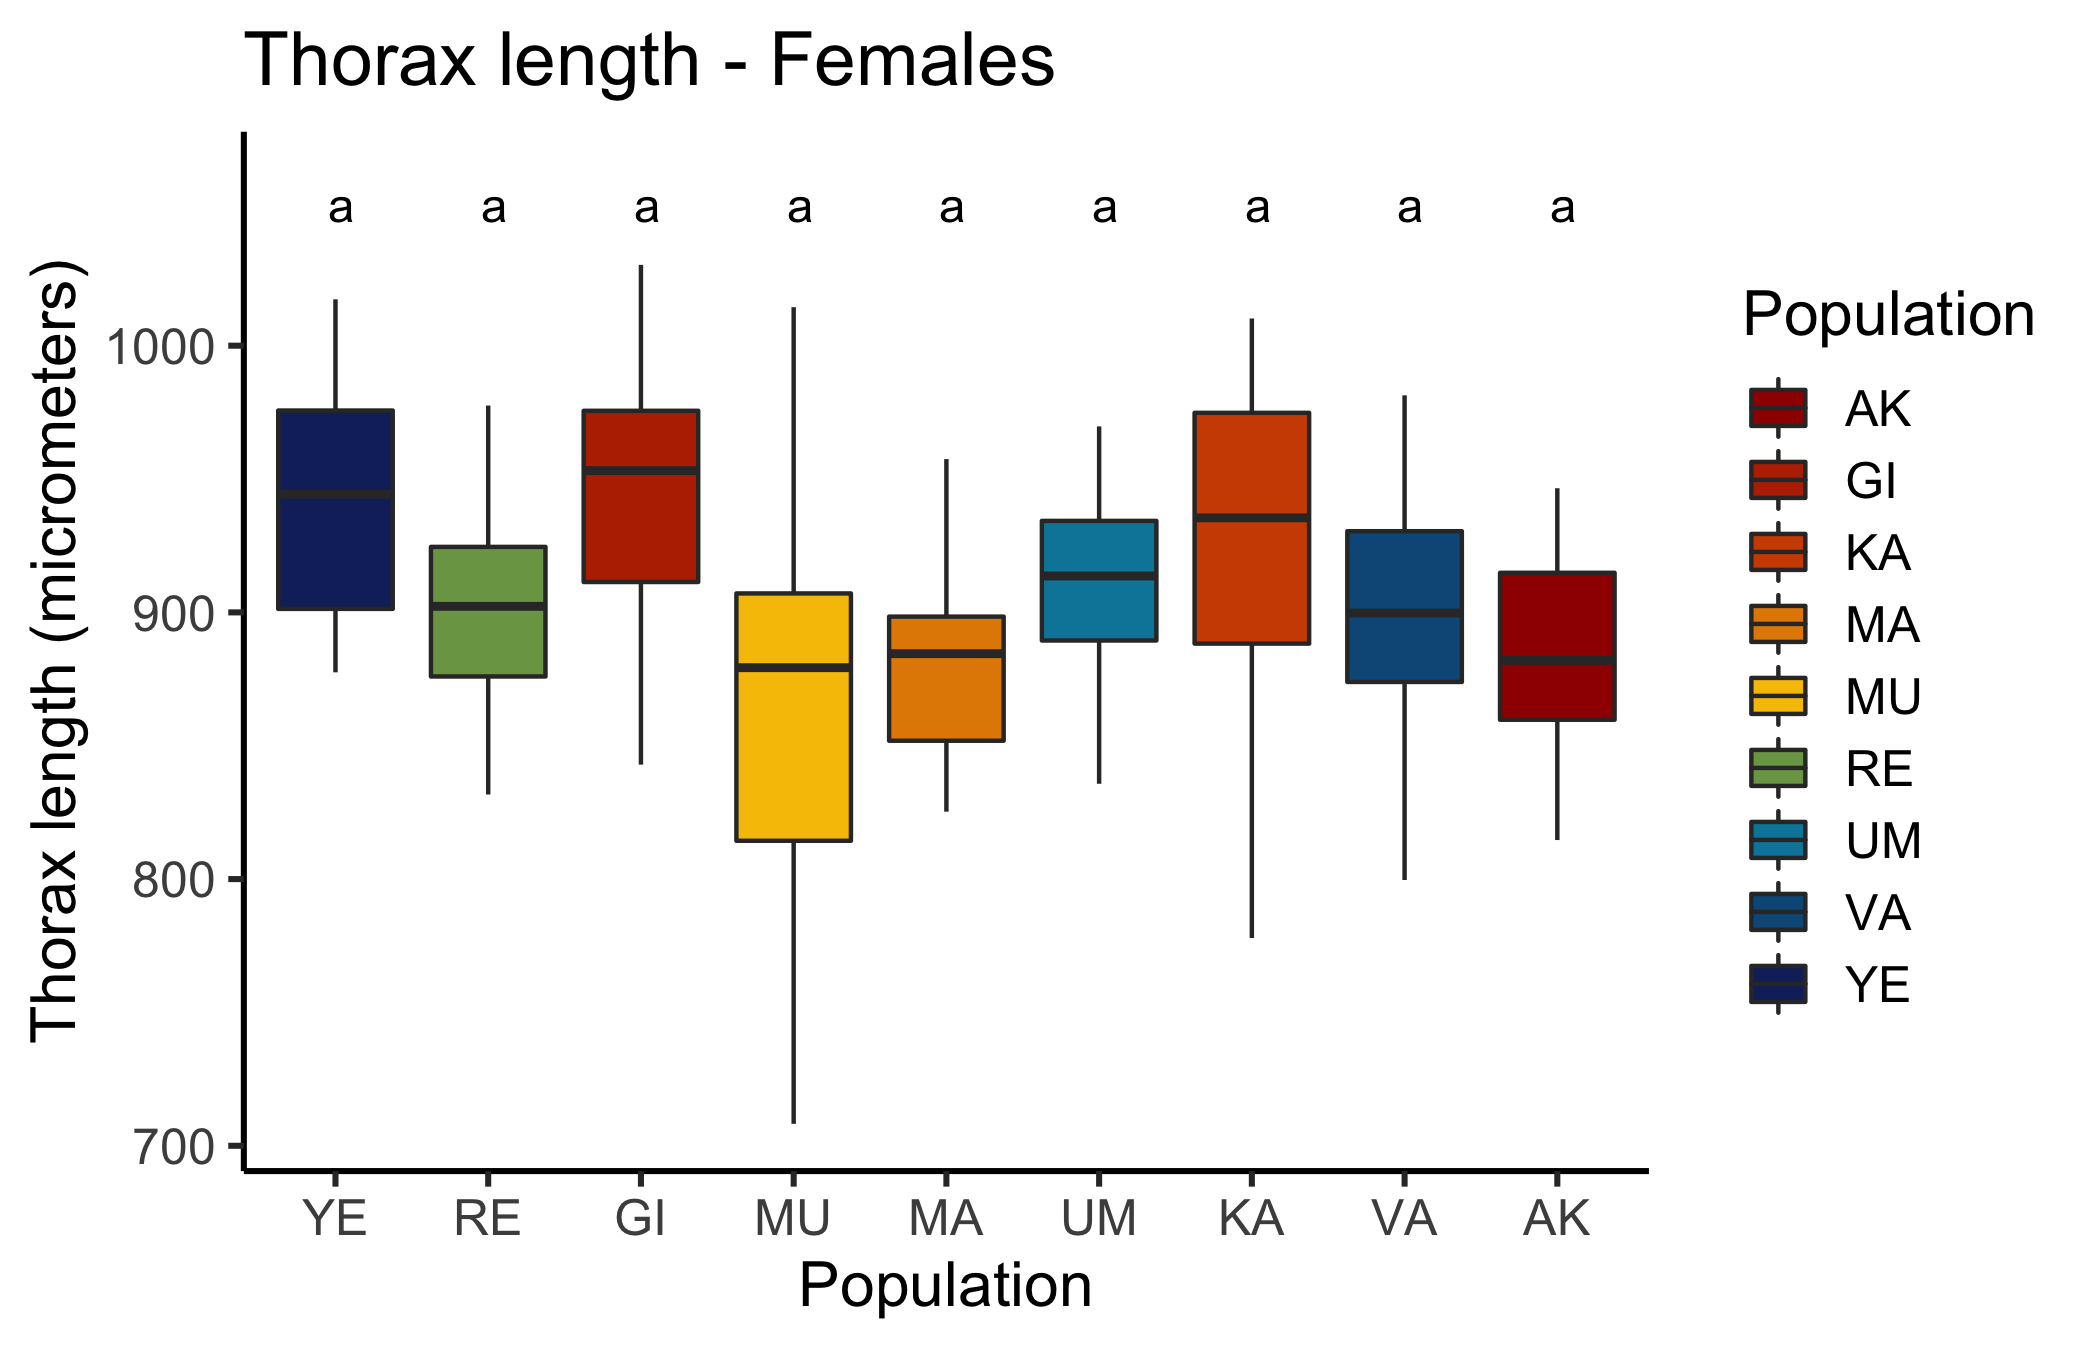 Thorax length - Females
a a a a a a a a a
Thorax length (micrometers)
1000
900
800
700
YE RE GI MU MA UM KA VA AK
Population
Population
AK
GI
KA
MA
MU
RE
UM
VA
YE